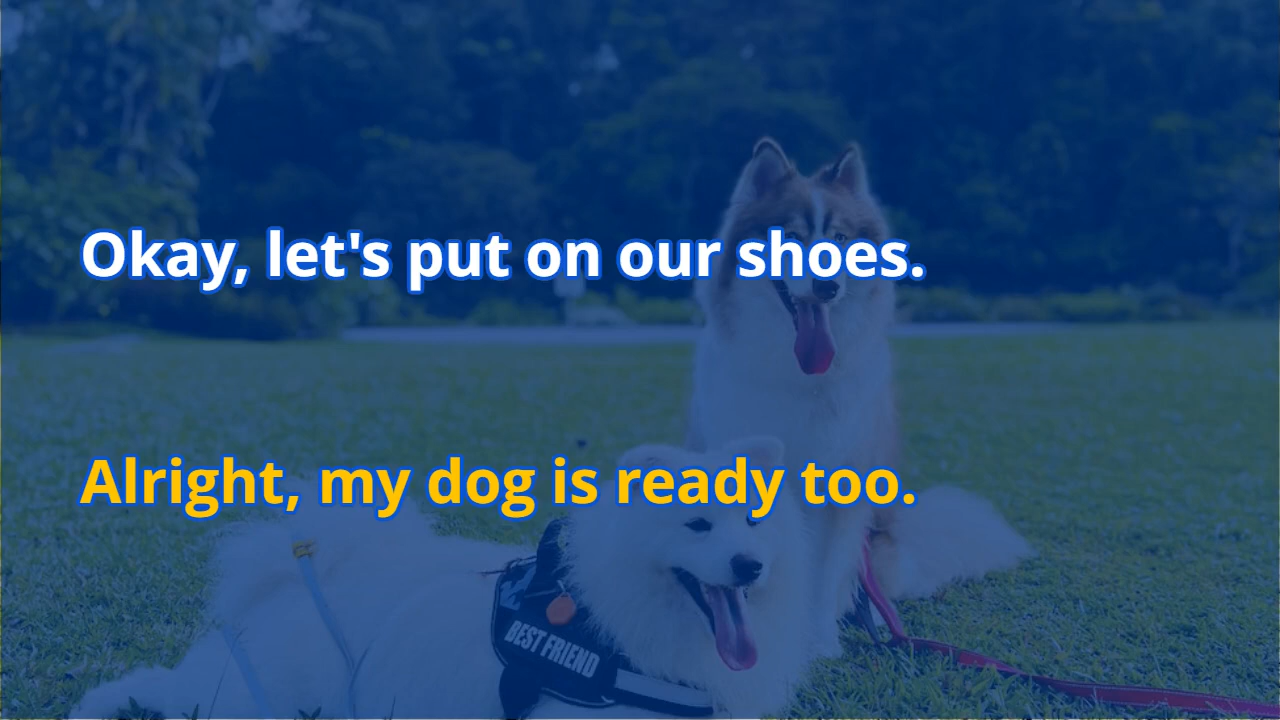 Okay, let's put on our shoes.
Alright, my dog is ready too.
BEST FRIEND